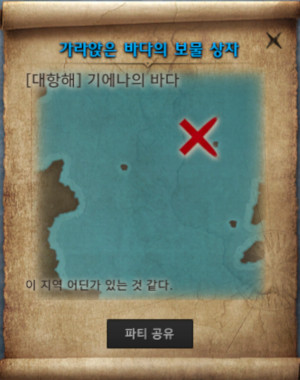 가라앉은 바다의 보물 상자
[대항해] 기에나의 바다
이 지역 어딘가 있는 것 같다.
파티 공유